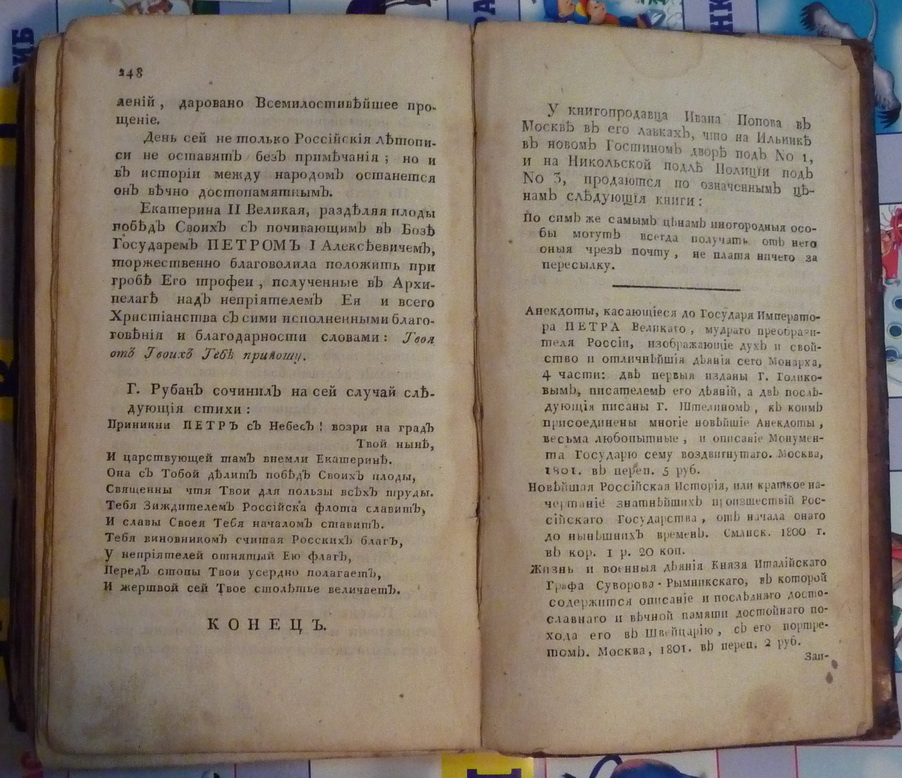 248
леній, даровано Всемилостивѣйшее про-
щеніе.
День сей не только Россійскія лѣтопи-
си не оставятъ безъ примѣчанія; но и
въ исторіи между народомъ останется
онъ вѣчно достопамятнымъ.
Екатерина II Великая, раздѣляя плоды
побѣдъ Своихъ съ почивающимъ въ Бозѣ
Государемъ ПЕТРОМЪ I Алексѣевичемъ,
торжественно благоволила положить при
гробѣ Его трофеи, полученные въ Архи-
пелагѣ надъ непріятелемъ Ея и всего
Христіанства съ сими исполненными благо-
говѣнія и благодарности словами: Твоя
отъ Твоихъ Тебѣ приношу.
Г. Рубанъ сочинилъ на сей случай слѣ-
дующія стихи:
Приникни ПЕТРЪ съ Небесъ! возри на градъ
Твой нынѣ,
И царствующей тамъ внемли Екатеринѣ.
Она съ Тобой дѣлитъ побѣдъ Своихъ плоды,
Священны чтя Твои для пользы всѣхъ труды.
Тебя Зиждителемъ Россійска флота славитъ,
И славы Своея Тебя началомъ ставитъ.
Тебя виновникомъ считая Росскихъ благъ,
У непріятелей отнятый Ею флагъ,
Передъ стопы Твои усердно полагаетъ,
И жертвой сей Твое столѣтье величаетъ.
КОНЕЦЪ.
У книгопродавца Ивана Попова въ
Москвѣ въ его лавкахъ, что на Ильинкѣ
въ новомъ Гостиномъ дворѣ подъ No 1,
и на Никольской подлѣ Полиціи подъ
No 3, продаются по означеннымъ цѣ-
намъ слѣдующія книги:
По симъ же самымъ цѣнамъ иногородныя осо-
бы могутъ всегда получать отъ него
оныя чрезъ почту, не платя ничего за
пересылку.
Анекдоты, касающіеся до Государя Императо-
ра ПЕТРА Великаго, мудраго преобрази-
теля Россіи, изображающіе духъ и свой-
ство и отличнѣйшія дѣянія сего Монарха,
4 части: двѣ первыя изданы Г. Голико-
вымъ, писателемъ его дѣяній, а двѣ послѣ-
дующія писаны Г. Штелиномъ, къ коимъ
присоединены многіе новѣйшіе Анекдоты,
весьма любопытные, и описаніе Монумен-
та Государю сему воздвигнутаго. Москва,
1801. въ переп. 5 руб.
Новѣйшая Россійская Исторія, или краткое на-
чертаніе знатнѣйшихъ произшествій Рос-
сійскаго Государства, отъ начала онаго
до нынѣшнихъ временъ. Смлнск. 1800 г.
въ кор. 1 р. 20 коп.
Жизнь и военныя дѣянія Князя Италійскаго
Графа Суворова-Рымникскаго, въ которой
содержится описаніе и послѣдняго досто-
славнаго и вѣчной памяти достойнаго по-
хода его въ Швейцарію, съ его портре-
томъ. Москва, 1801. въ переп. 2 руб.
Зап-